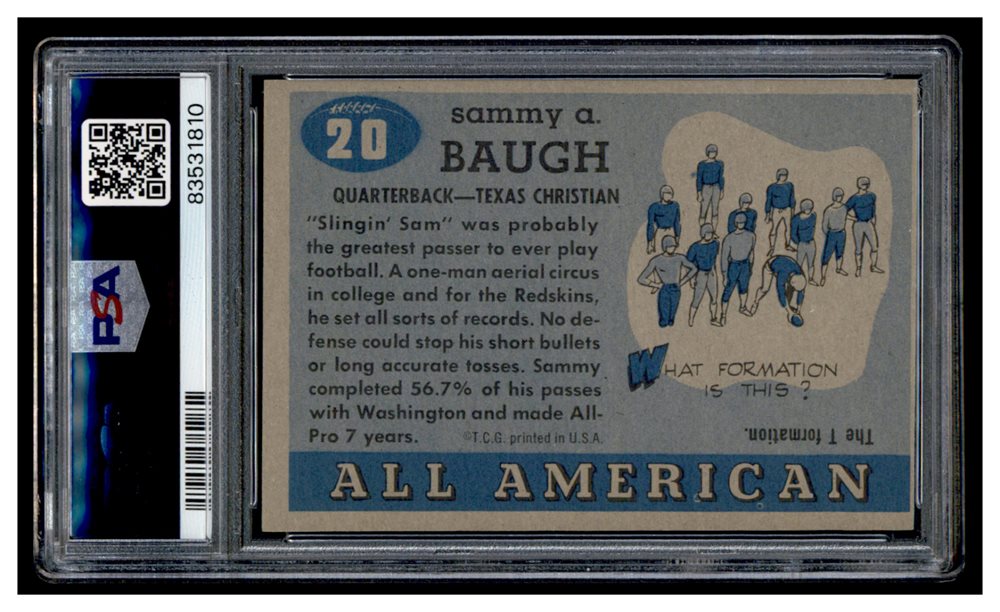 83531810
PSA
20
sammy a.
BAUGH
QUARTERBACK—TEXAS CHRISTIAN
"Slingin' Sam" was probably
the greatest passer to ever play
football. A one-man aerial circus
in college and for the Redskins,
he set all sorts of records. No de-
fense could stop his short bullets
or long accurate tosses. Sammy
completed 56.7% of his passes
with Washington and made All-
Pro 7 years.
©T.C.G. printed in U.S.A.
WHAT FORMATION
IS THIS?
The T formation.
ALL AMERICAN